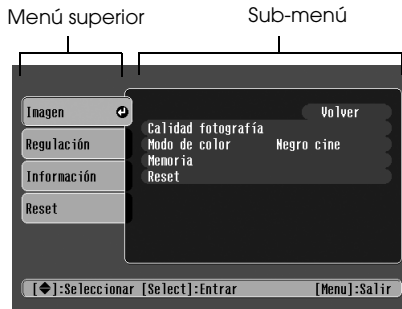 Menú superior
Sub-menú
Imagen
Regulación
Información
Reset
Volver
Calidad fotografía
Modo de color Negro cine
Memoria
Reset
[◆]:Seleccionar [Select]:Entrar [Menu]:Salir